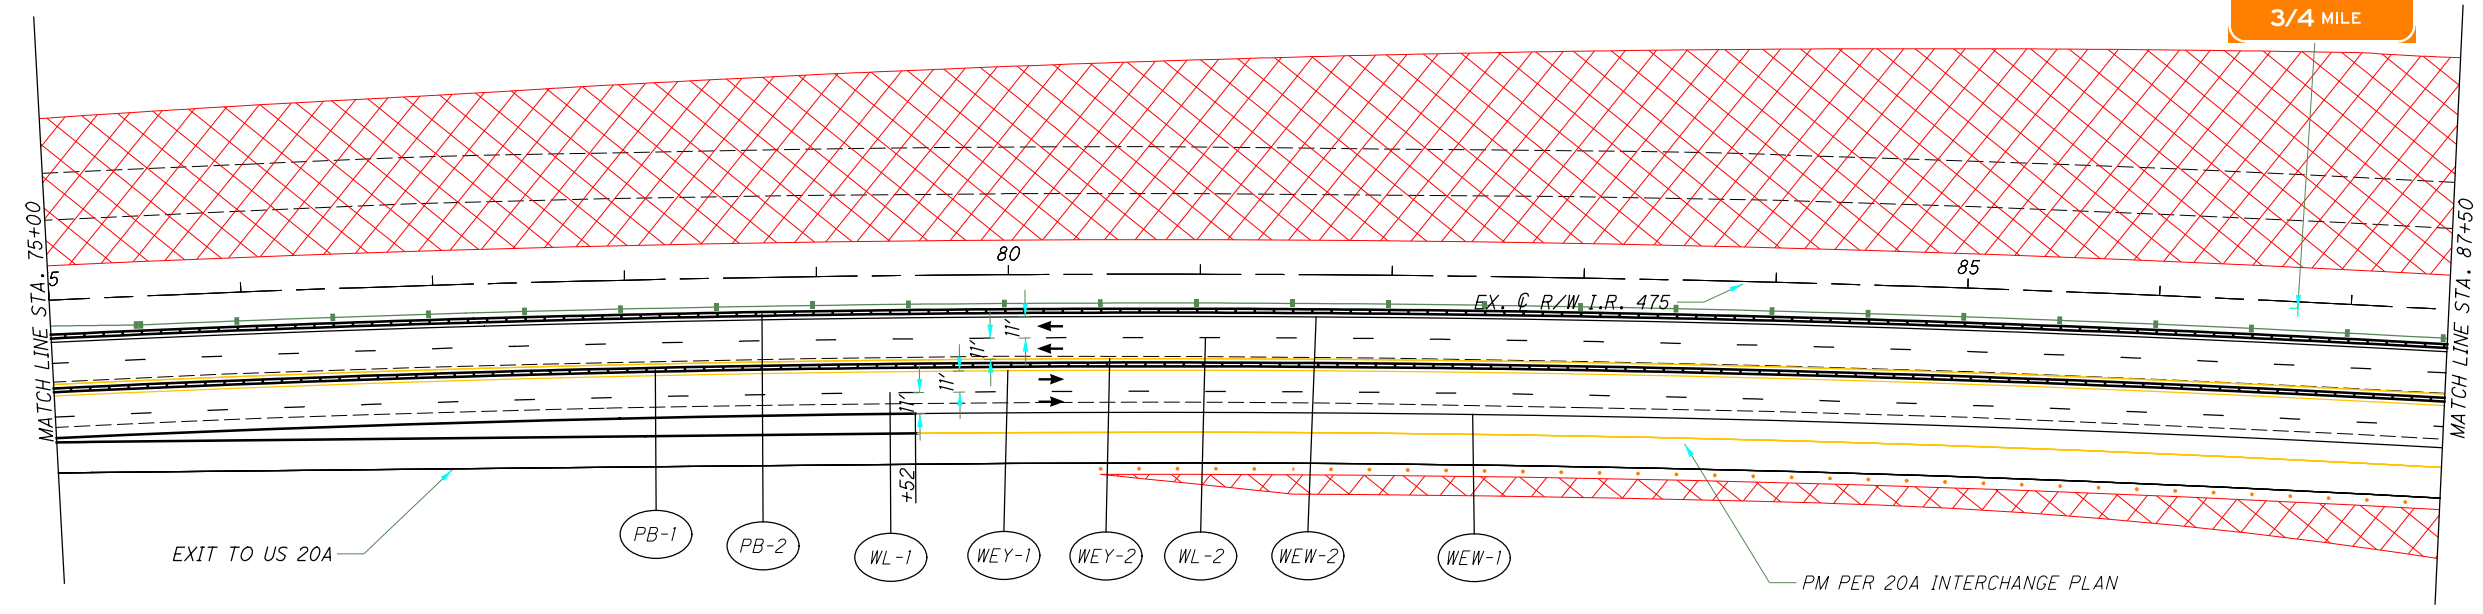 3/4 MILE
MATCH LINE STA. 75+00
5
80
85
EX. ℄ R/W I.R. 475
MATCH LINE STA. 87+50
11'
11'
11'
11'
+52
EXIT TO US 20A
PB-1
PB-2
WL-1
WEY-1
WEY-2
WL-2
WEW-2
WEW-1
PM PER 20A INTERCHANGE PLAN